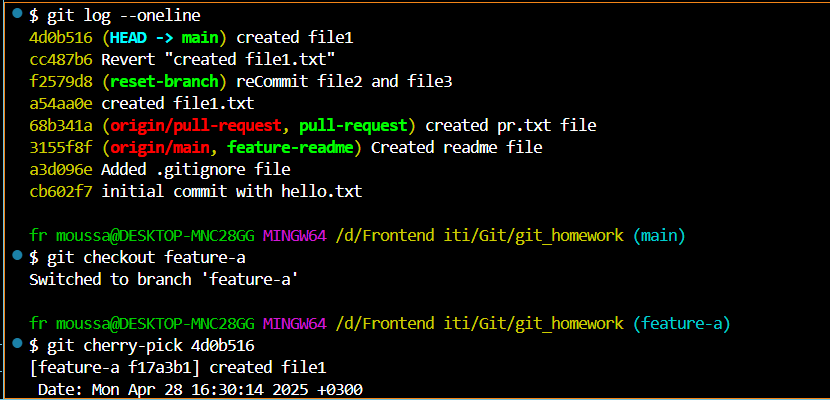 $ git log --oneline
4d0b516 (HEAD -> main) created file1
cc487b6 Revert "created file1.txt"
f2579d8 (reset-branch) reCommit file2 and file3
a54aa0e created file1.txt
68b341a (origin/pull-request, pull-request) created pr.txt file
3155f8f (origin/main, feature-readme) Created readme file
a3d096e Added .gitignore file
cb602f7 initial commit with hello.txt
fr moussa@DESKTOP-MNC28GG MINGW64 /d/Frontend iti/Git/git_homework (main)
$ git checkout feature-a
Switched to branch 'feature-a'
fr moussa@DESKTOP-MNC28GG MINGW64 /d/Frontend iti/Git/git_homework (feature-a)
$ git cherry-pick 4d0b516
[feature-a f17a3b1] created file1
Date: Mon Apr 28 16:30:14 2025 +0300